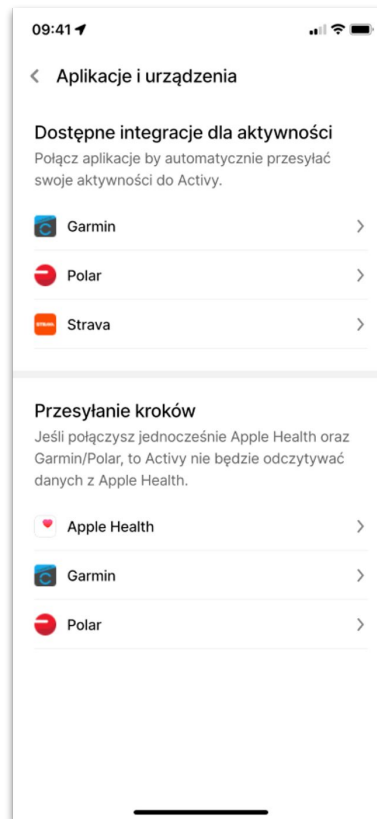 09:41
Aplikacje i urządzenia
Dostępne integracje dla aktywności
Połącz aplikacje by automatycznie przesyłać
swoje aktywności do Activy.
Garmin
Polar
STRAVA
Strava
Przesyłanie kroków
Jeśli połączysz jednocześnie Apple Health oraz
Garmin/Polar, to Activy nie będzie odczytywać
danych z Apple Health.
Apple Health
Garmin
Polar